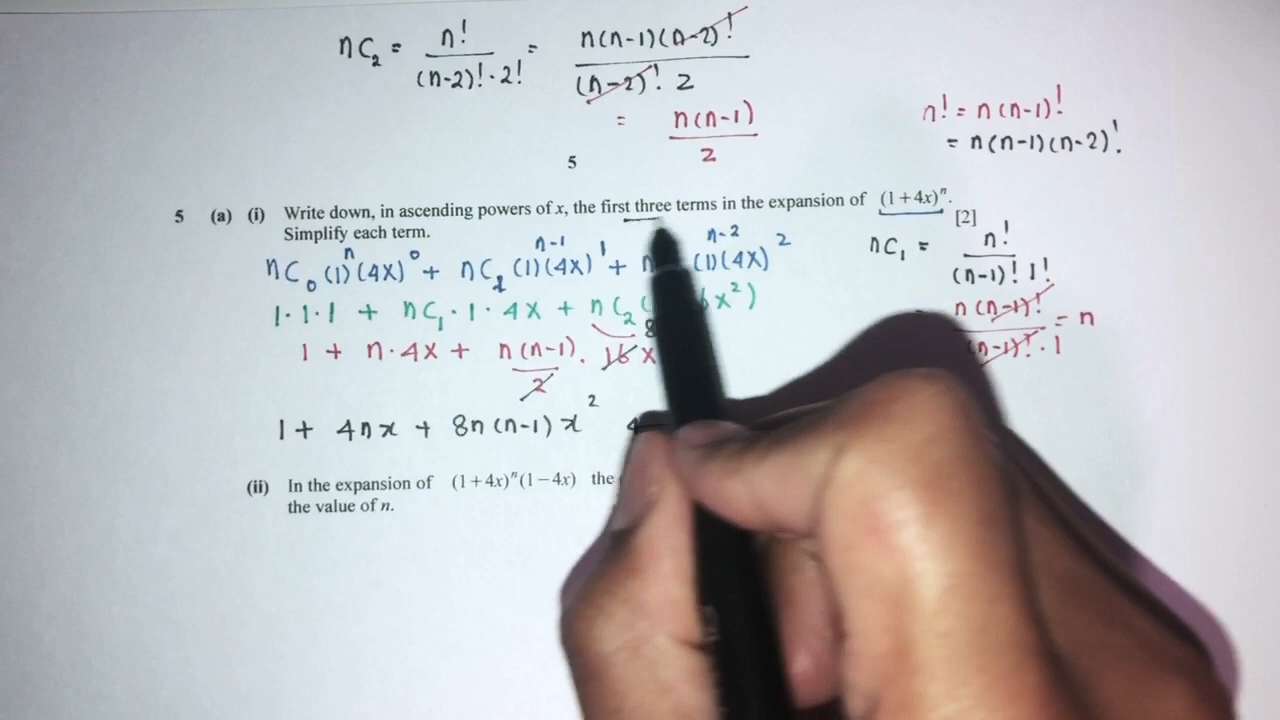 nC₂ = n!/(n-2)!·2! = n(n-1)(n-2)!/(n-2)! 2
= n(n-1)/2
n! = n(n-1)!
= n(n-1)(n-2)!
5
5 (a) (i) Write down, in ascending powers of x, the first three terms in the expansion of (1+4x)ⁿ.
Simplify each term. [2]
nC₀(1)ⁿ(4x)⁰ + nC₁(1)ⁿ⁻¹(4x)¹ + n (1)ⁿ⁻²(4x)²
nC₁ = n!/(n-1)! 1!
1·1·1 + nC₁·1·4x + nC₂ x²)
n(n-1)!/(n-1)!·1 = n
1 + n·4x + n(n-1)/2 · 16 8 x
1 + 4nx + 8n(n-1)x²
(ii) In the expansion of (1+4x)ⁿ(1−4x) the
the value of n.